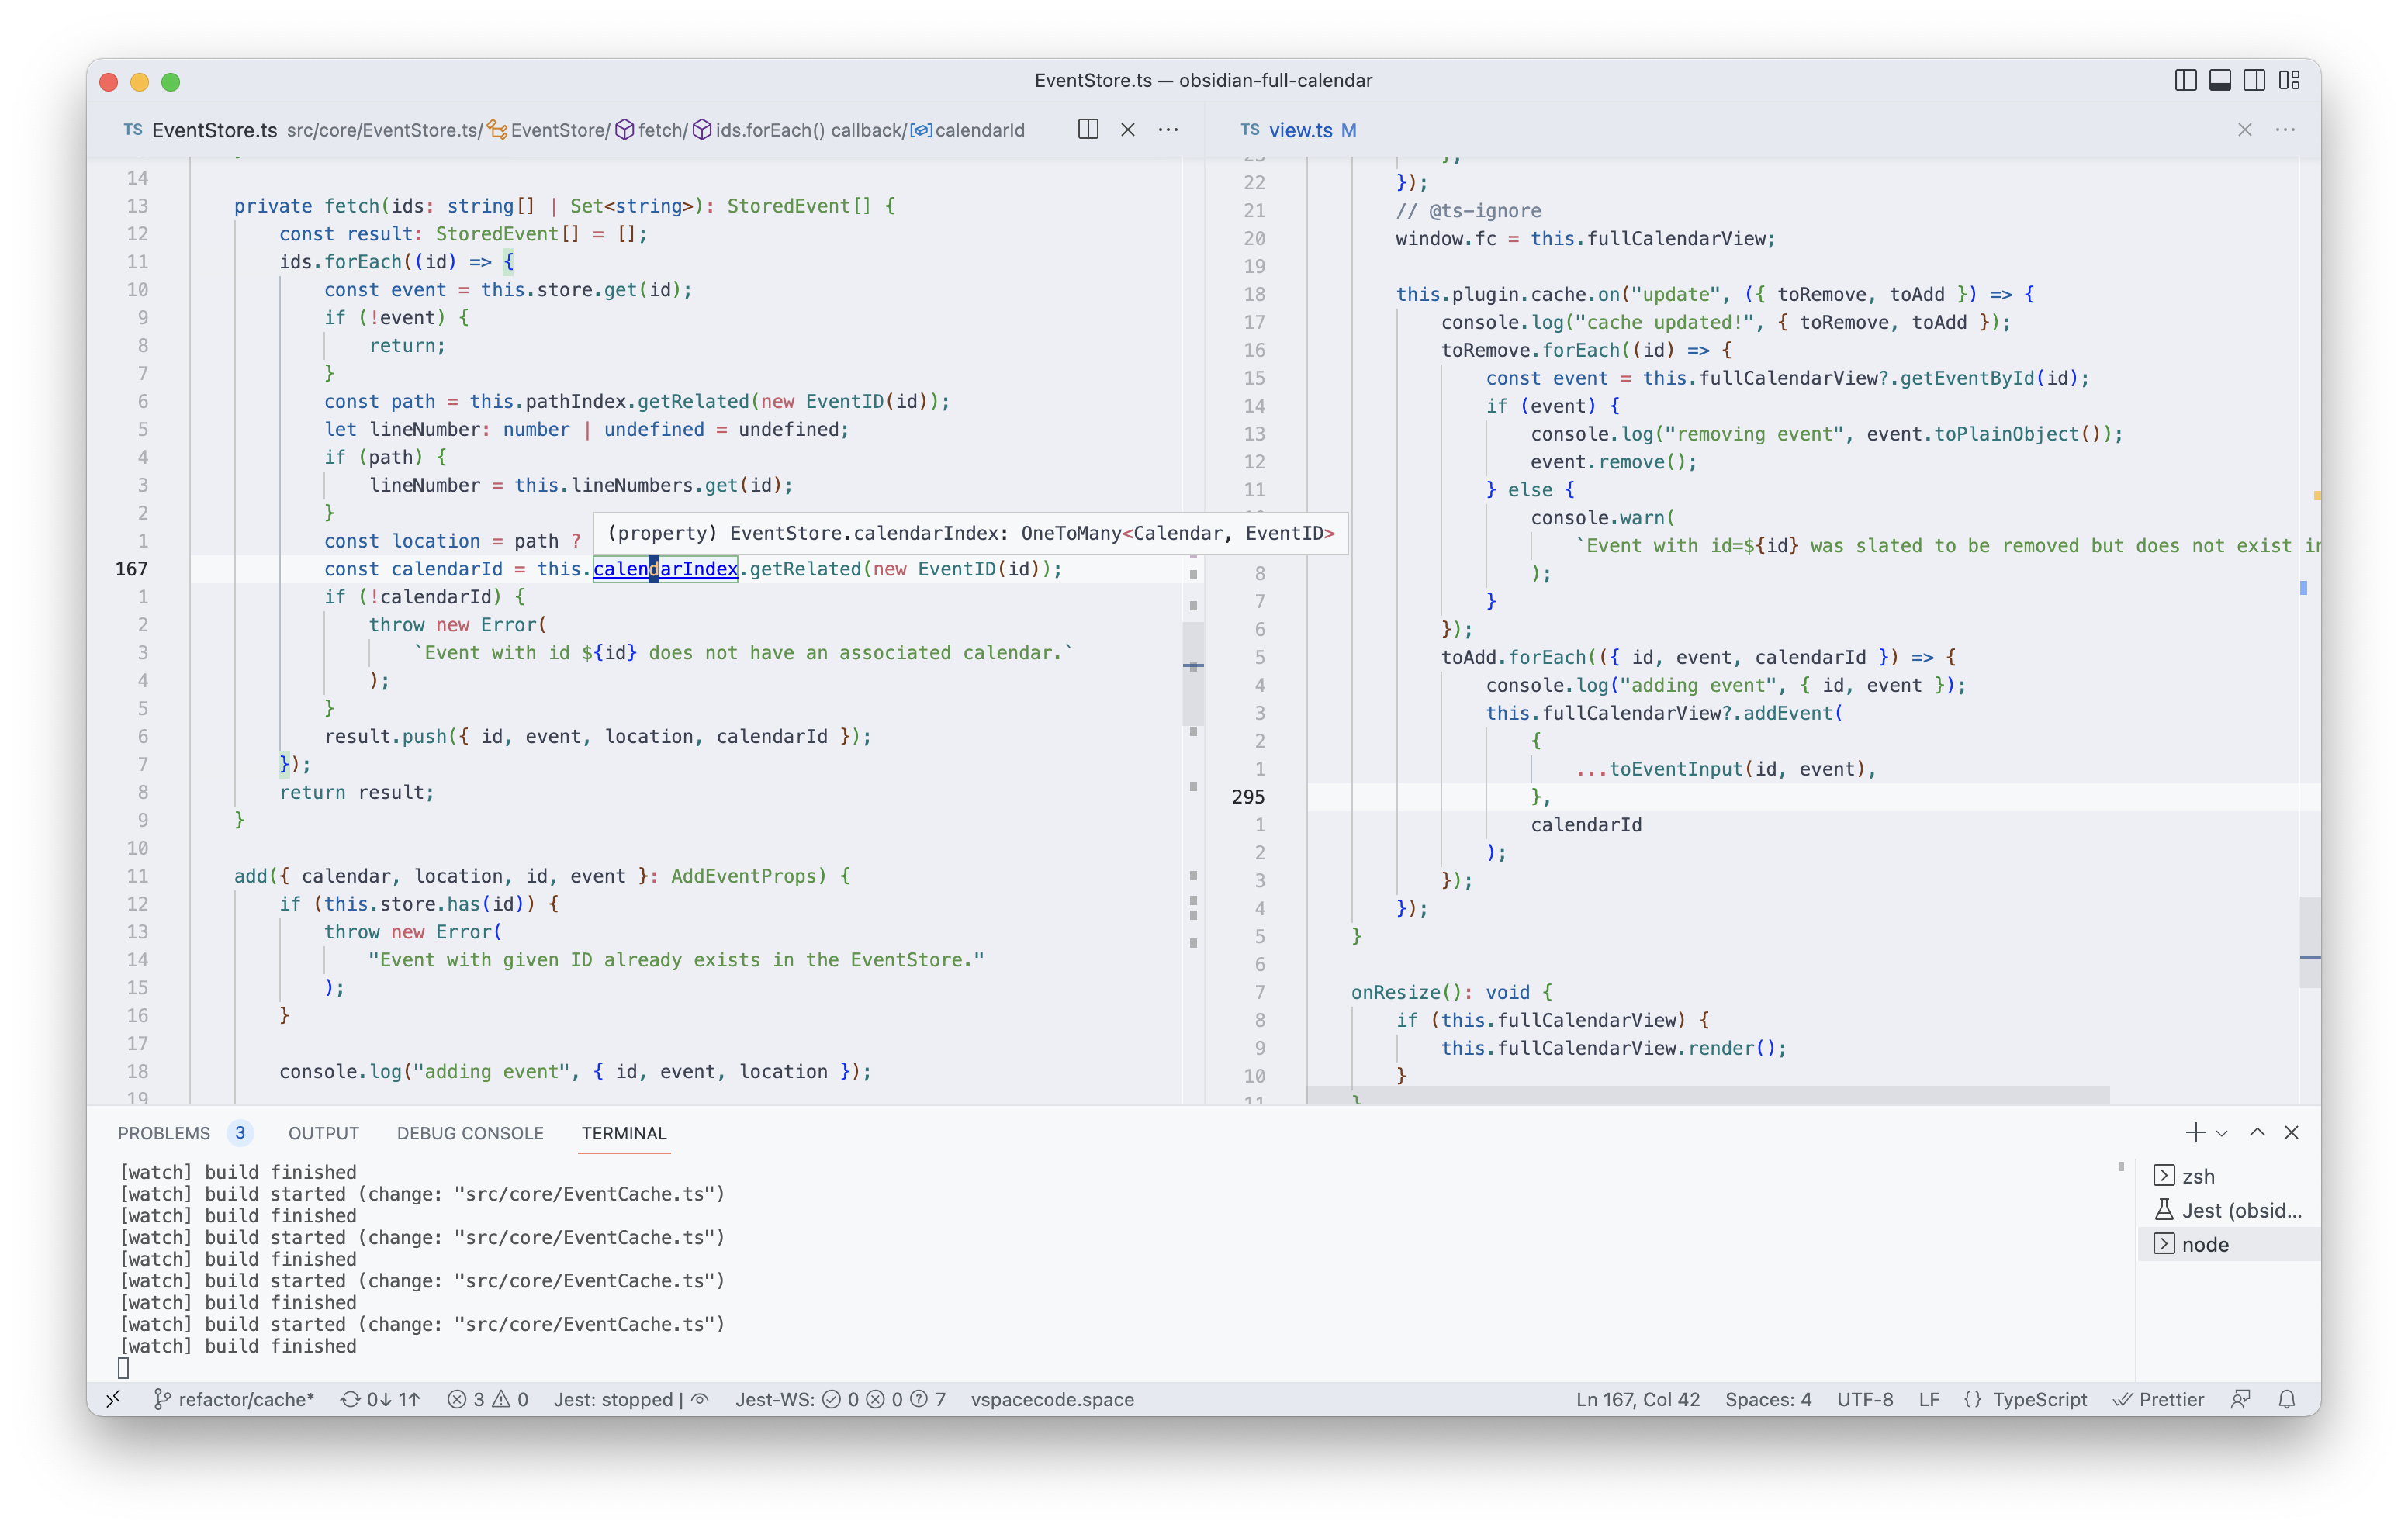 EventStore.ts — obsidian-full-calendar
TS EventStore.ts src/core/EventStore.ts/ EventStore/ fetch/ ids.forEach() callback/ calendarId
14
13 private fetch(ids: string[] | Set<string>): StoredEvent[] {
12 const result: StoredEvent[] = [];
11 ids.forEach((id) => {
10 const event = this.store.get(id);
9 if (!event) {
8 return;
7 }
6 const path = this.pathIndex.getRelated(new EventID(id));
5 let lineNumber: number | undefined = undefined;
4 if (path) {
3 lineNumber = this.lineNumbers.get(id);
2 }
1 const location = path ?
(property) EventStore.calendarIndex: OneToMany<Calendar, EventID>
167 const calendarId = this.calendarIndex.getRelated(new EventID(id));
1 if (!calendarId) {
2 throw new Error(
3 `Event with id ${id} does not have an associated calendar.`
4 );
5 }
6 result.push({ id, event, location, calendarId });
7 });
8 return result;
9 }
10
11 add({ calendar, location, id, event }: AddEventProps) {
12 if (this.store.has(id)) {
13 throw new Error(
14 "Event with given ID already exists in the EventStore."
15 );
16 }
17
18 console.log("adding event", { id, event, location });
19
TS view.ts M
23 },
22 });
21 // @ts-ignore
20 window.fc = this.fullCalendarView;
19
18 this.plugin.cache.on("update", ({ toRemove, toAdd }) => {
17 console.log("cache updated!", { toRemove, toAdd });
16 toRemove.forEach((id) => {
15 const event = this.fullCalendarView?.getEventById(id);
14 if (event) {
13 console.log("removing event", event.toPlainObject());
12 event.remove();
11 } else {
console.warn(
`Event with id=${id} was slated to be removed but does not exist in
8 );
7 }
6 });
5 toAdd.forEach(({ id, event, calendarId }) => {
4 console.log("adding event", { id, event });
3 this.fullCalendarView?.addEvent(
2 {
1 ...toEventInput(id, event),
295 },
1 calendarId
2 );
3 });
4 });
5 }
6
7 onResize(): void {
8 if (this.fullCalendarView) {
9 this.fullCalendarView.render();
10 }
11 }
PROBLEMS 3 OUTPUT DEBUG CONSOLE TERMINAL
[watch] build finished
[watch] build started (change: "src/core/EventCache.ts")
[watch] build finished
[watch] build started (change: "src/core/EventCache.ts")
[watch] build finished
[watch] build started (change: "src/core/EventCache.ts")
[watch] build finished
[watch] build started (change: "src/core/EventCache.ts")
[watch] build finished
zsh
Jest (obsid...
node
refactor/cache* 0↓ 1↑ 3 0 Jest: stopped | Jest-WS: 0 0 7 vspacecode.space Ln 167, Col 42 Spaces: 4 UTF-8 LF {} TypeScript Prettier